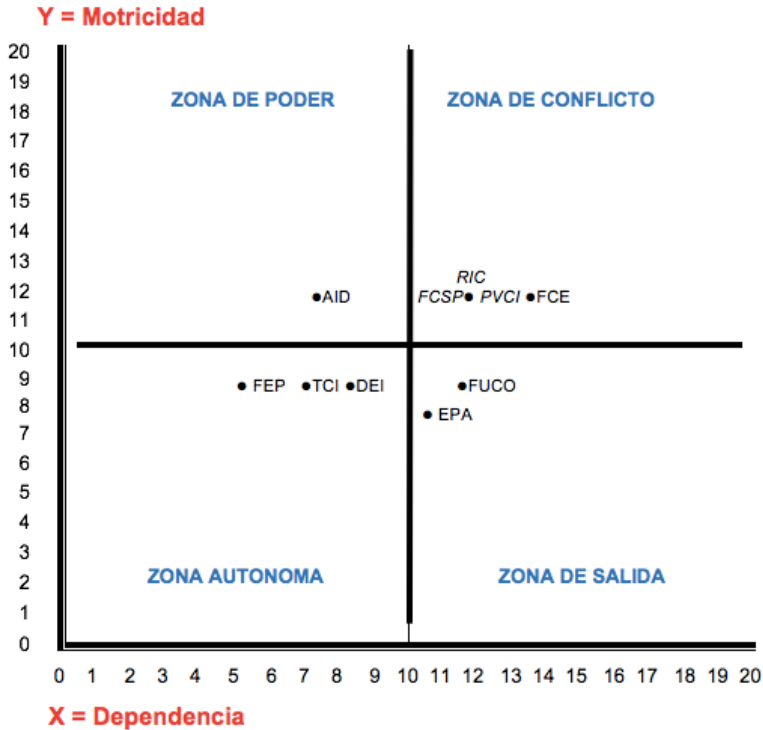 Y = Motricidad
20
19
ZONA DE PODER ZONA DE CONFLICTO
18
17
16
15
14
13
RIC
12 ●AID FCSP● PVCI ●FCE
11
10
9 ● FEP ●TCI ●DEI ●FUCO
8 ● EPA
7
6
5
4
3
ZONA AUTONOMA ZONA DE SALIDA
2
1
0
0 1 2 3 4 5 6 7 8 9 10 11 12 13 14 15 16 17 18 19 20
X = Dependencia